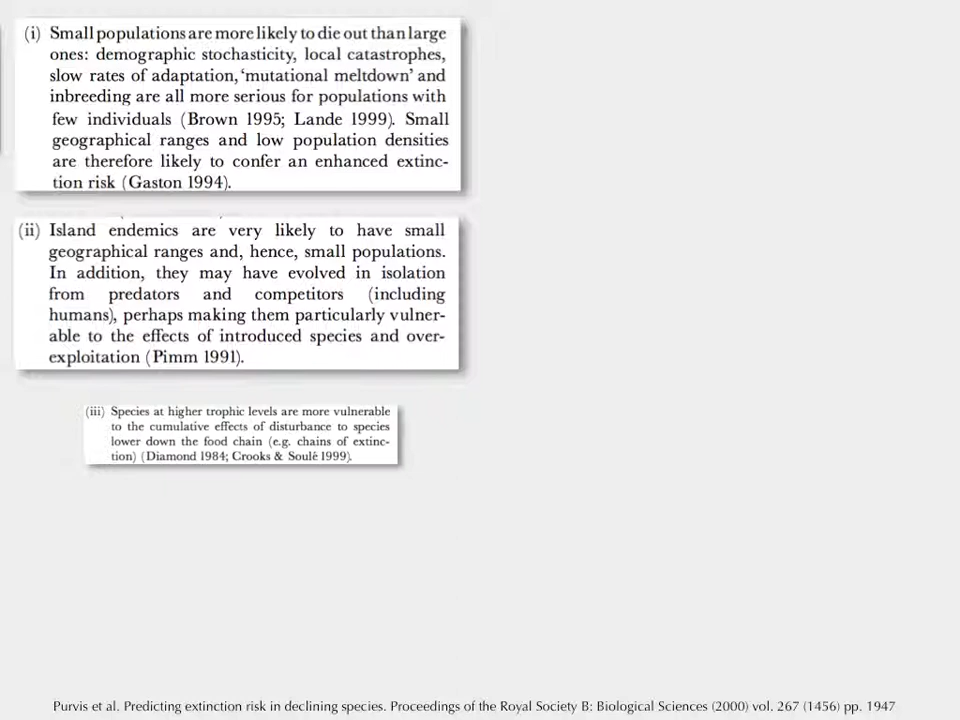 (i) Small populations are more likely to die out than large
ones: demographic stochasticity, local catastrophes,
slow rates of adaptation, ‘mutational meltdown’ and
inbreeding are all more serious for populations with
few individuals (Brown 1995; Lande 1999). Small
geographical ranges and low population densities
are therefore likely to confer an enhanced extinc-
tion risk (Gaston 1994).
(ii) Island endemics are very likely to have small
geographical ranges and, hence, small populations.
In addition, they may have evolved in isolation
from predators and competitors (including
humans), perhaps making them particularly vulner-
able to the effects of introduced species and over-
exploitation (Pimm 1991).
(iii) Species at higher trophic levels are more vulnerable
to the cumulative effects of disturbance to species
lower down the food chain (e.g. chains of extinc-
tion) (Diamond 1984; Crooks & Soulé 1999).
Purvis et al. Predicting extinction risk in declining species. Proceedings of the Royal Society B: Biological Sciences (2000) vol. 267 (1456) pp. 1947